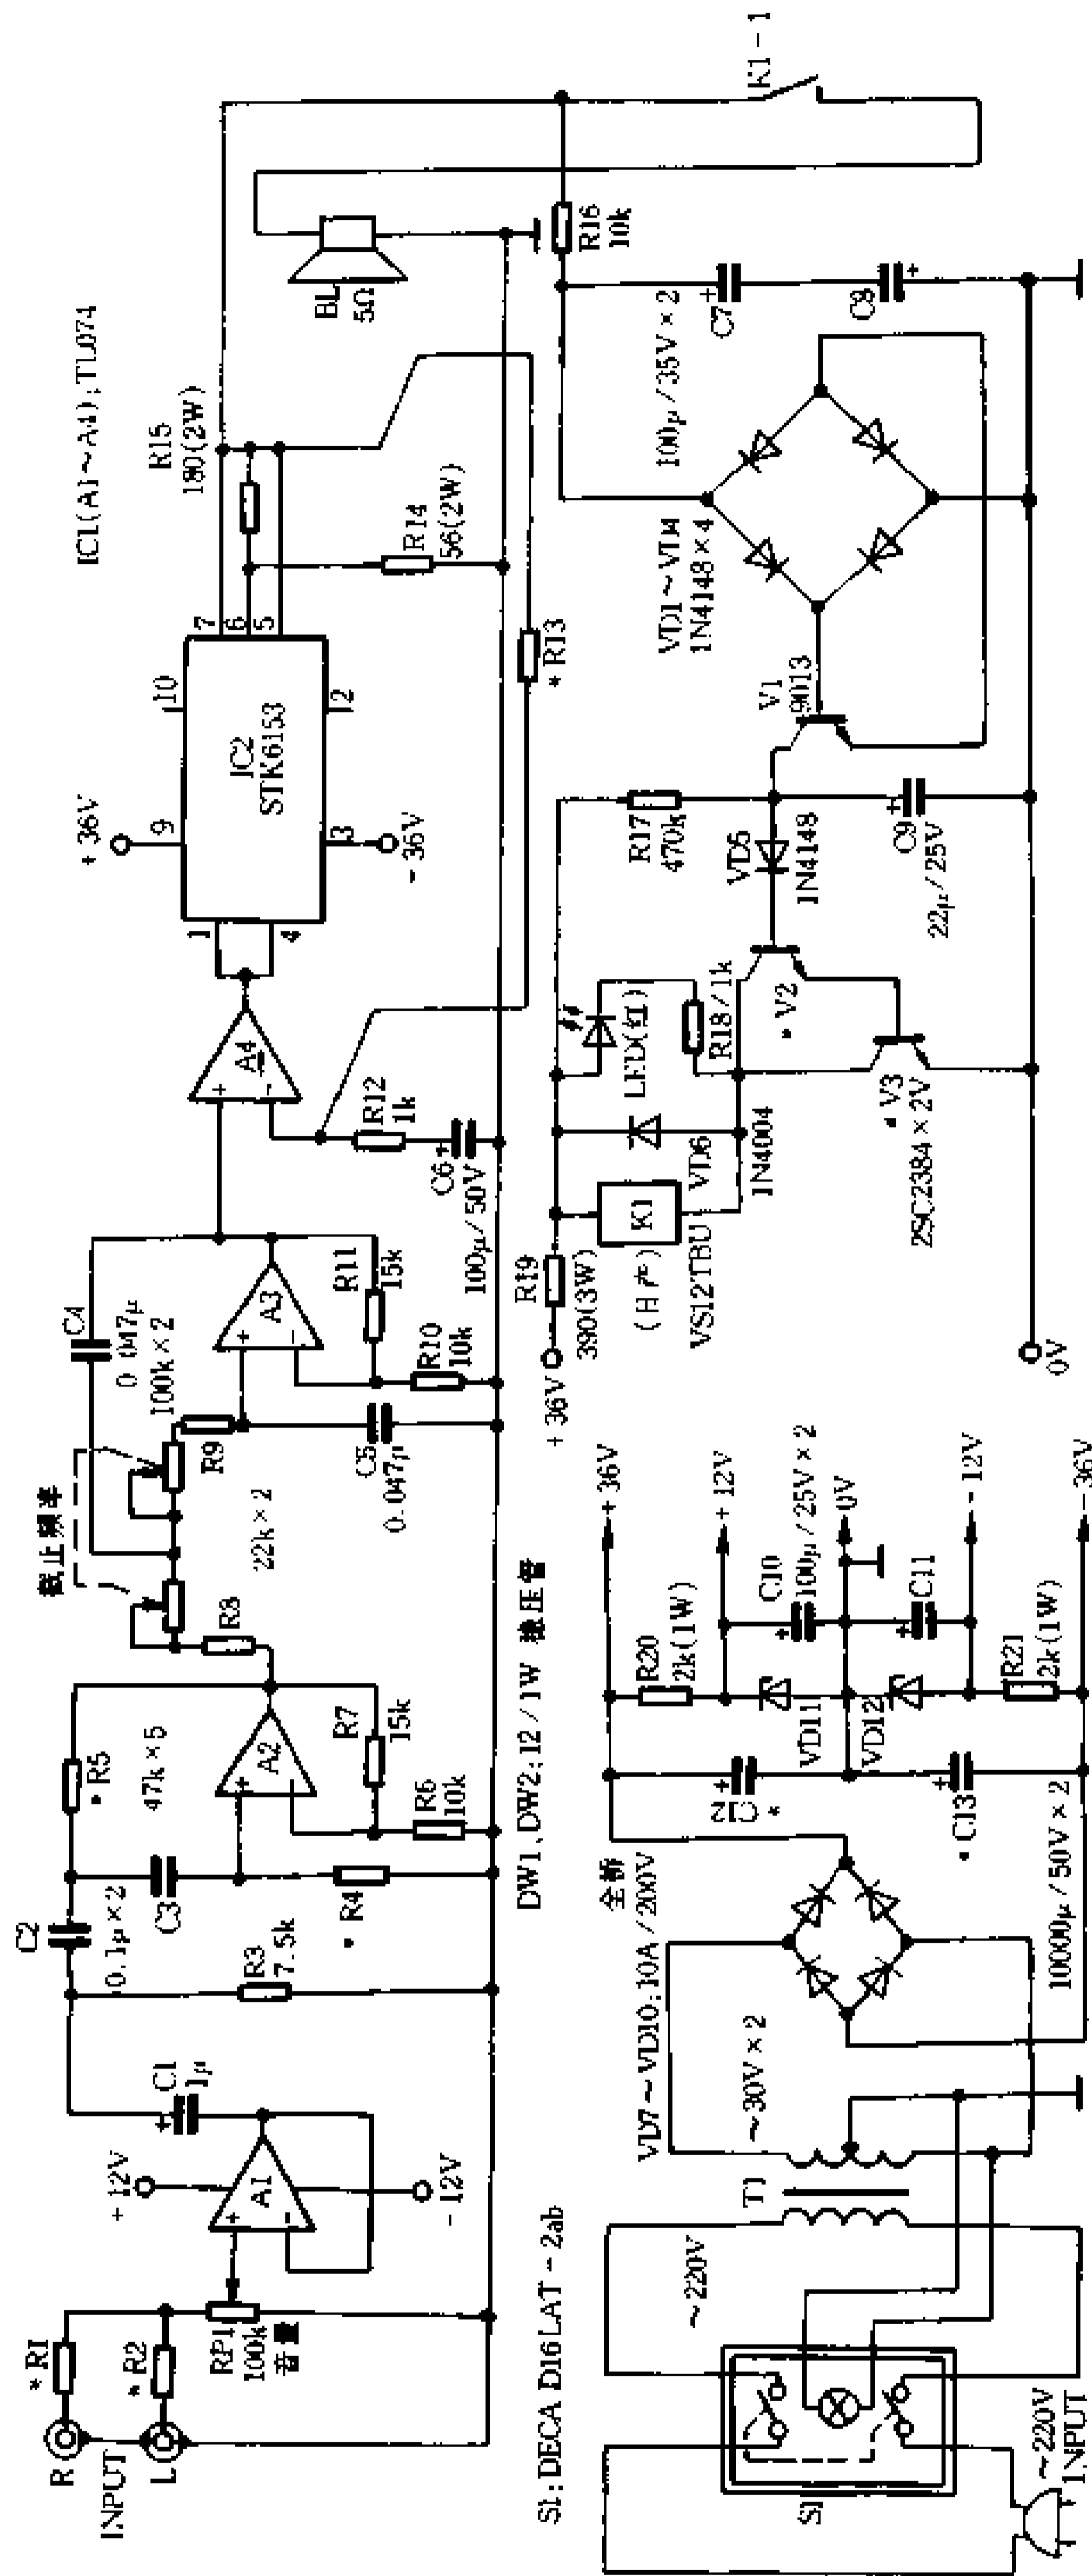 R
INPUT
L
* R1
* R2
RP1
100k
音量
+12V
A1
-12V
+
C1
1μ
C2
0.1μ×2
C3
R3
7.5k
* R4
* R5
47k×5
A2
R6
10k
R7
15k
R8
截止频率
22k×2
R9
100k×2
C4
0.047μ
C5
0.047μ
A3
R10
10k
R11
15k
R12
1k
C6
100μ/50V
A4
+36V
1
4
9
10
IC2
STK6153
3
2
7
6
5
-36V
* R13
R14
56(2W)
R15
180(2W)
IC1(A1~A4):TL074
BL
5Ω
K1-1
R16
10k
C7
C8
100μ/35V×2
VD1~VD4
1N4148×4
V1
9013
R17
470k
VD5
1N4148
C9
22μ/25V
* V2
* V3
2SC2384×2V
LED(红)
R18/1k
VD6
1N4004
K1
(日产)
VS12TBU
R19
390(3W)
+36V
0V
DW1,DW2:12/1W 稳压管
S1:DECA D16LAT-2ab
~220V
S1
~220V
INPUT
T1
~30V×2
VD7~VD10:10A/200V
全桥
C12
*
* C13
10000μ/50V×2
R20
2k(1W)
VD11
VD12
R21
2k(1W)
C10
100μ/25V×2
C11
+36V
+12V
0V
-12V
-36V